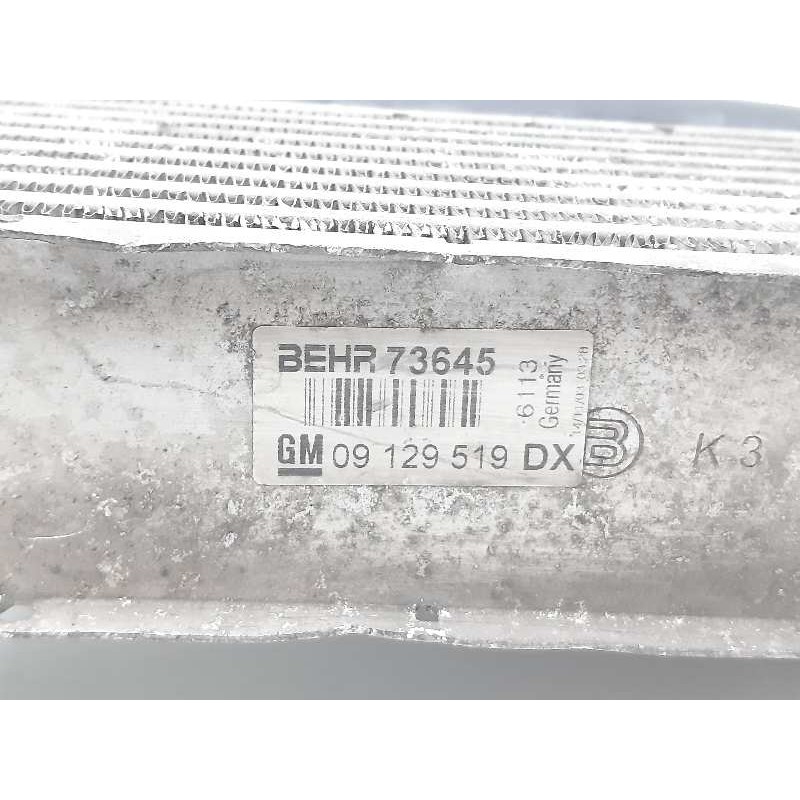 BEHR 73645
GM 09 129 519 DX
6113
Germany
B
K 3